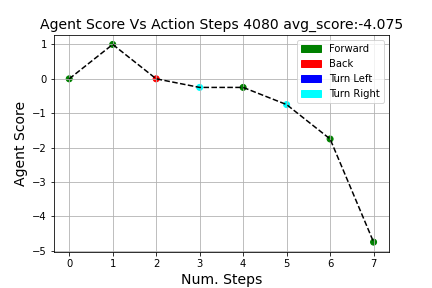 Agent Score Vs Action Steps 4080 avg_score:-4.075
Forward
Back
Turn Left
Turn Right
1
0
−1
−2
−3
−4
−5
Agent Score
0 1 2 3 4 5 6 7
Num. Steps